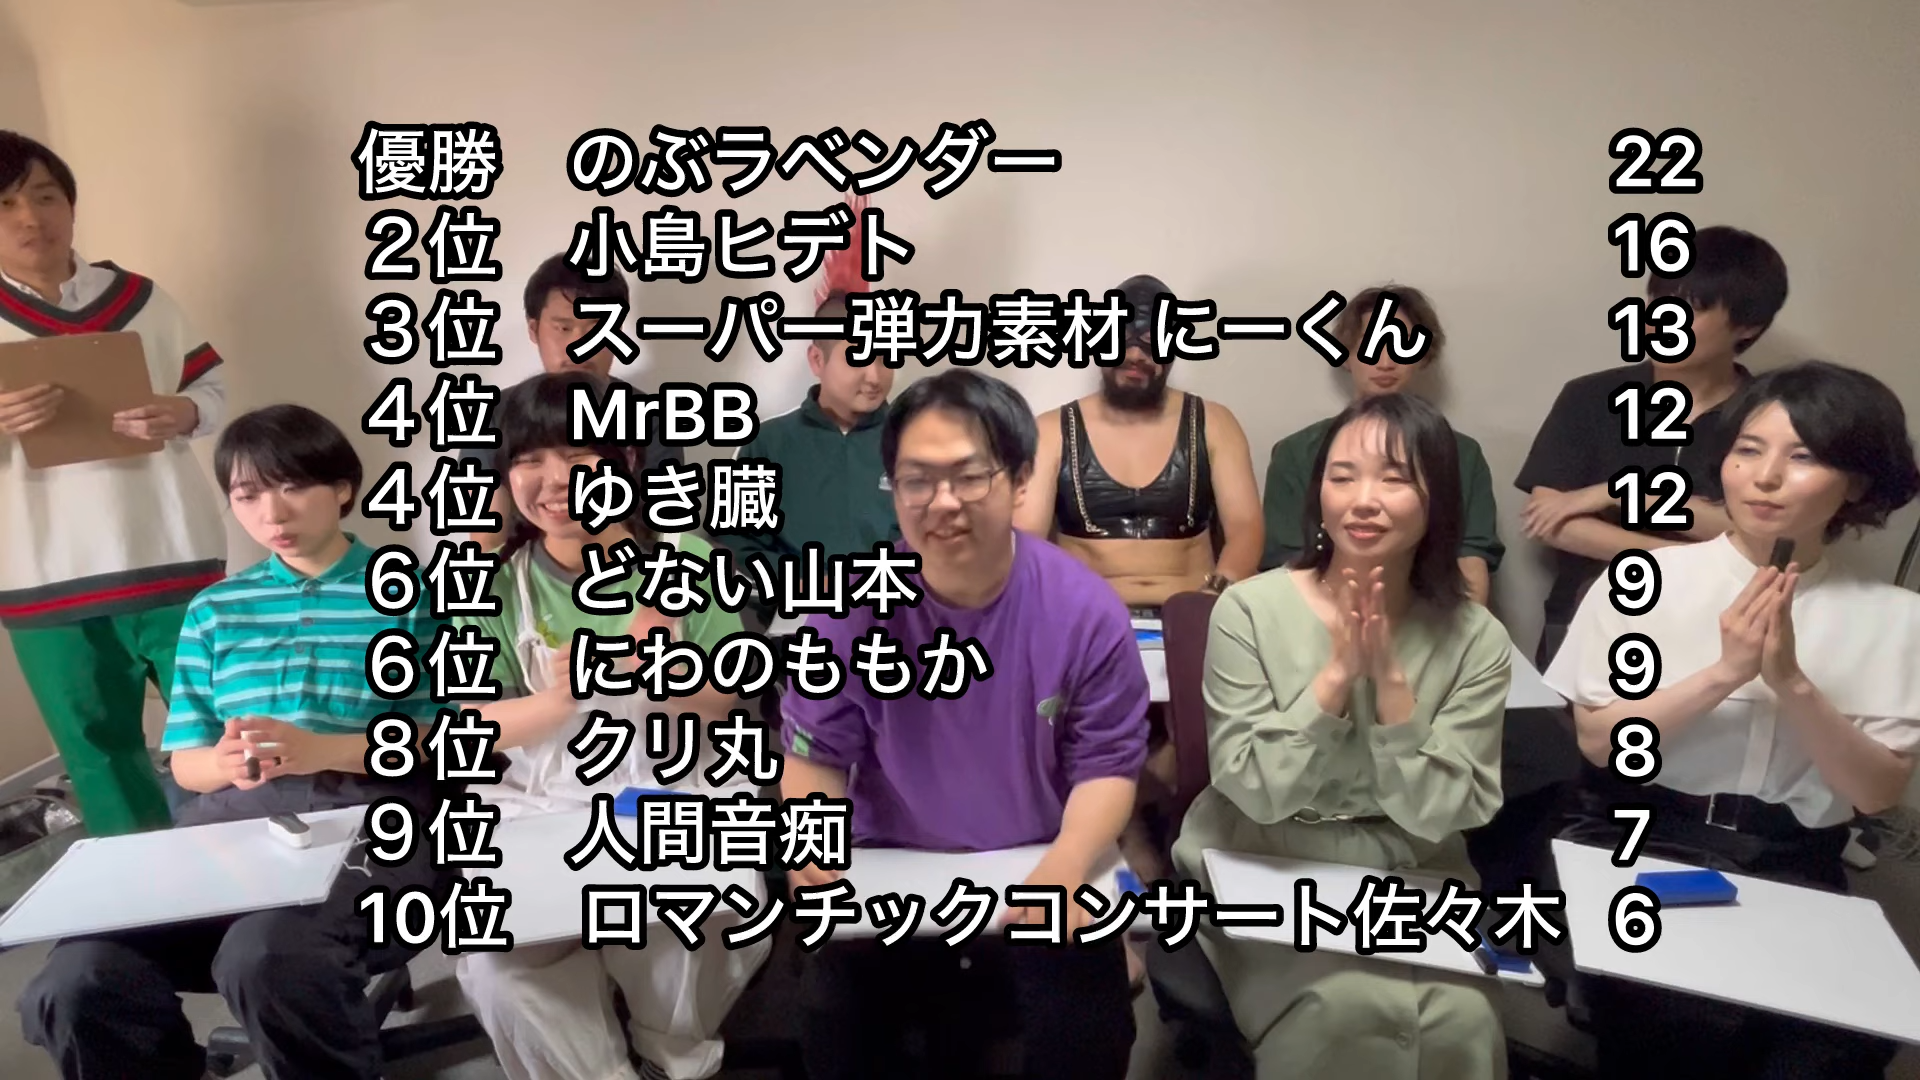 優勝 のぶラベンダー 22
２位 小島ヒデト 16
３位 スーパー弾力素材 にーくん 13
４位 MrBB 12
４位 ゆき臓 12
６位 どない山本 9
６位 にわのももか 9
８位 クリ丸 8
９位 人間音痴 7
10位 ロマンチックコンサート佐々木 6